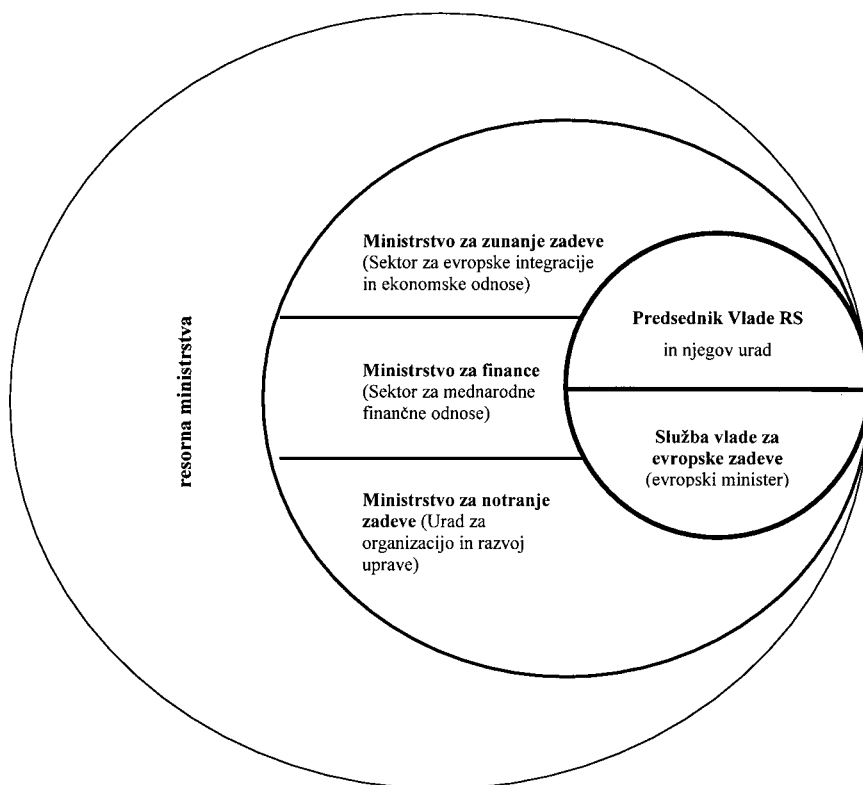 resorna ministrstva
Ministrstvo za zunanje zadeve
(Sektor za evropske integracije
in ekonomske odnose)
Ministrstvo za finance
(Sektor za mednarodne
finančne odnose)
Ministrstvo za notranje
zadeve (Urad za
organizacijo in razvoj
uprave)
Predsednik Vlade RS
in njegov urad
Služba vlade za
evropske zadeve
(evropski minister)